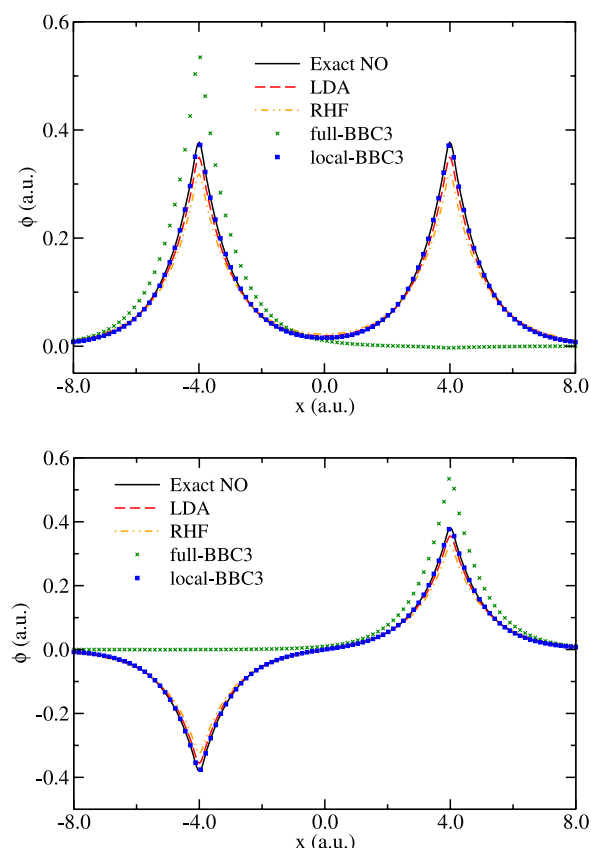 0.6
Exact NO
LDA
RHF
full-BBC3
local-BBC3
0.4
ϕ (a.u.)
0.2
0.0
-8.0 -4.0 0.0 4.0 8.0
x (a.u.)
0.6
Exact NO
LDA
RHF
full-BBC3
local-BBC3
0.4
0.2
ϕ (a.u.)
0.0
-0.2
-0.4
-8.0 -4.0 0.0 4.0 8.0
x (a.u.)